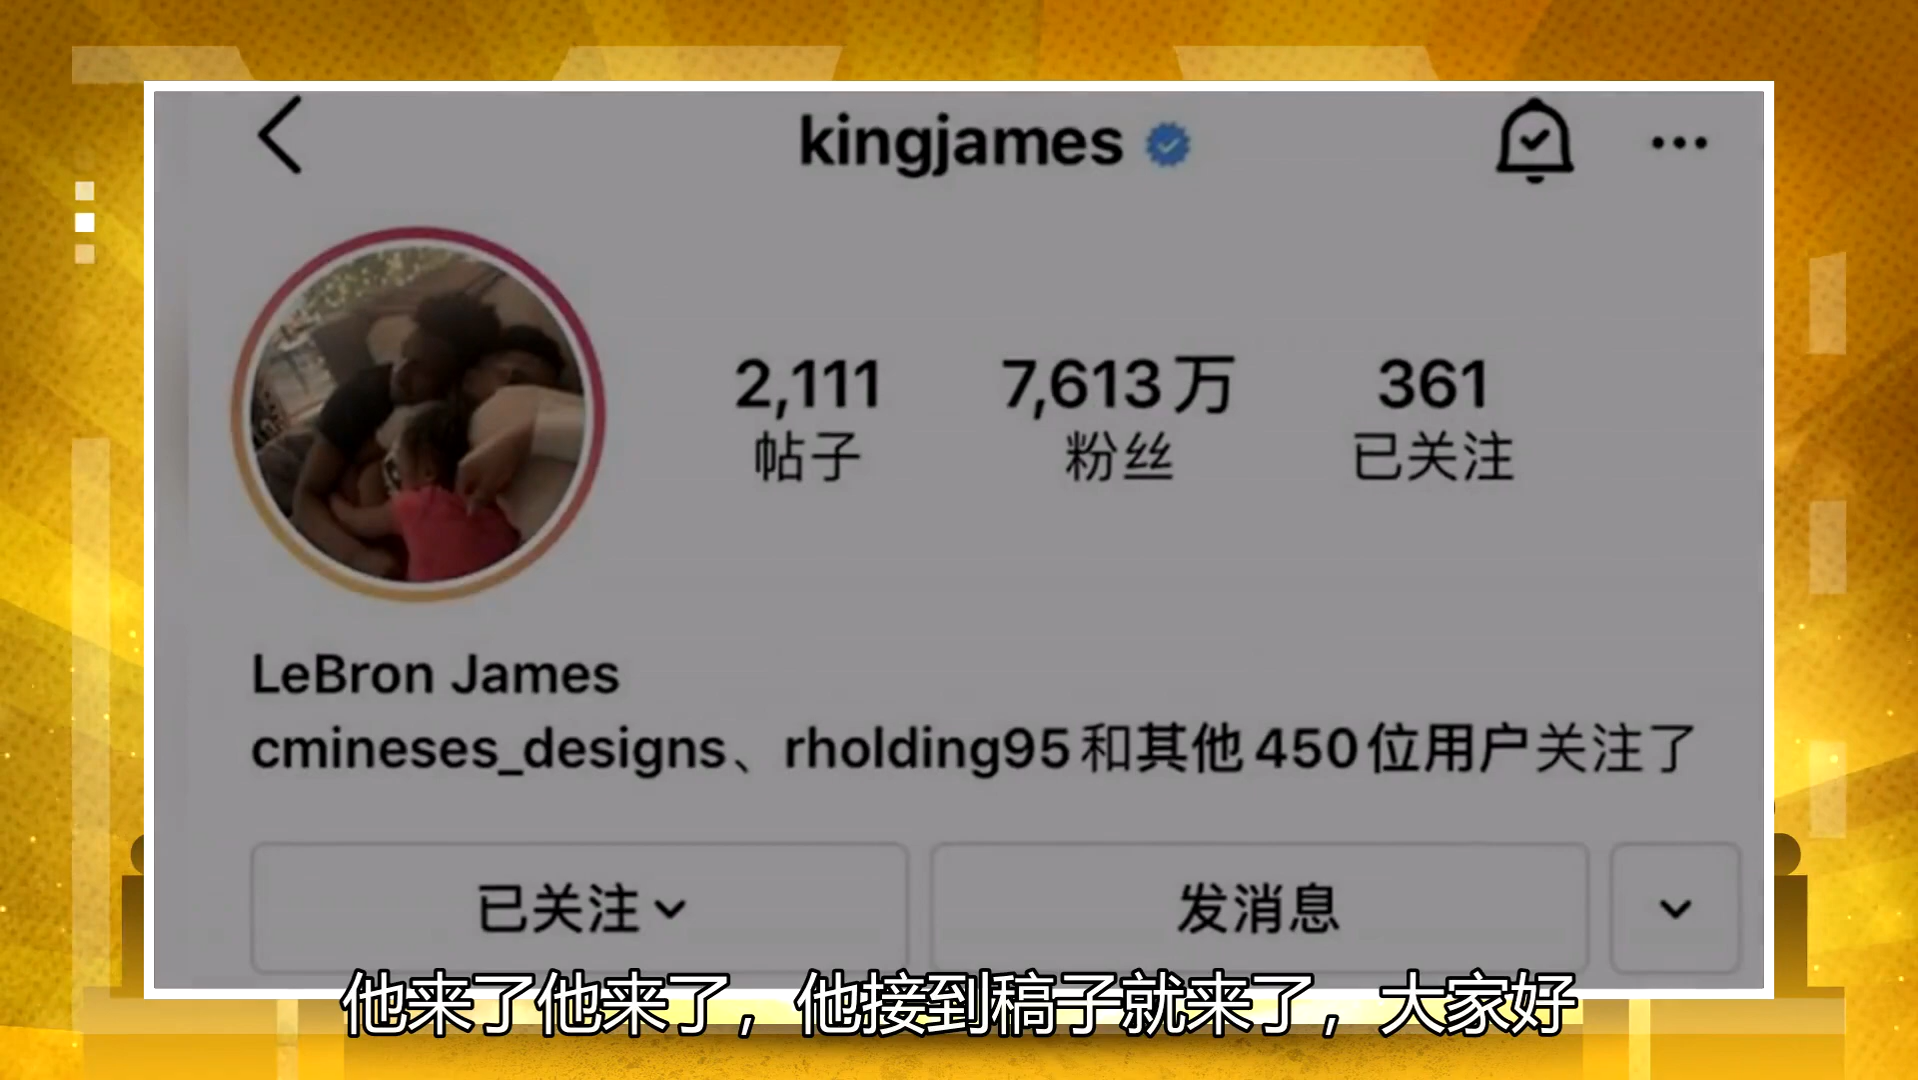 kingjames
2,111 7,613万 361
帖子 粉丝 已关注
LeBron James
cmineses_designs、rholding95和其他450位用户关注了
已关注 发消息
他来了他来了，他接到稿子就来了，大家好